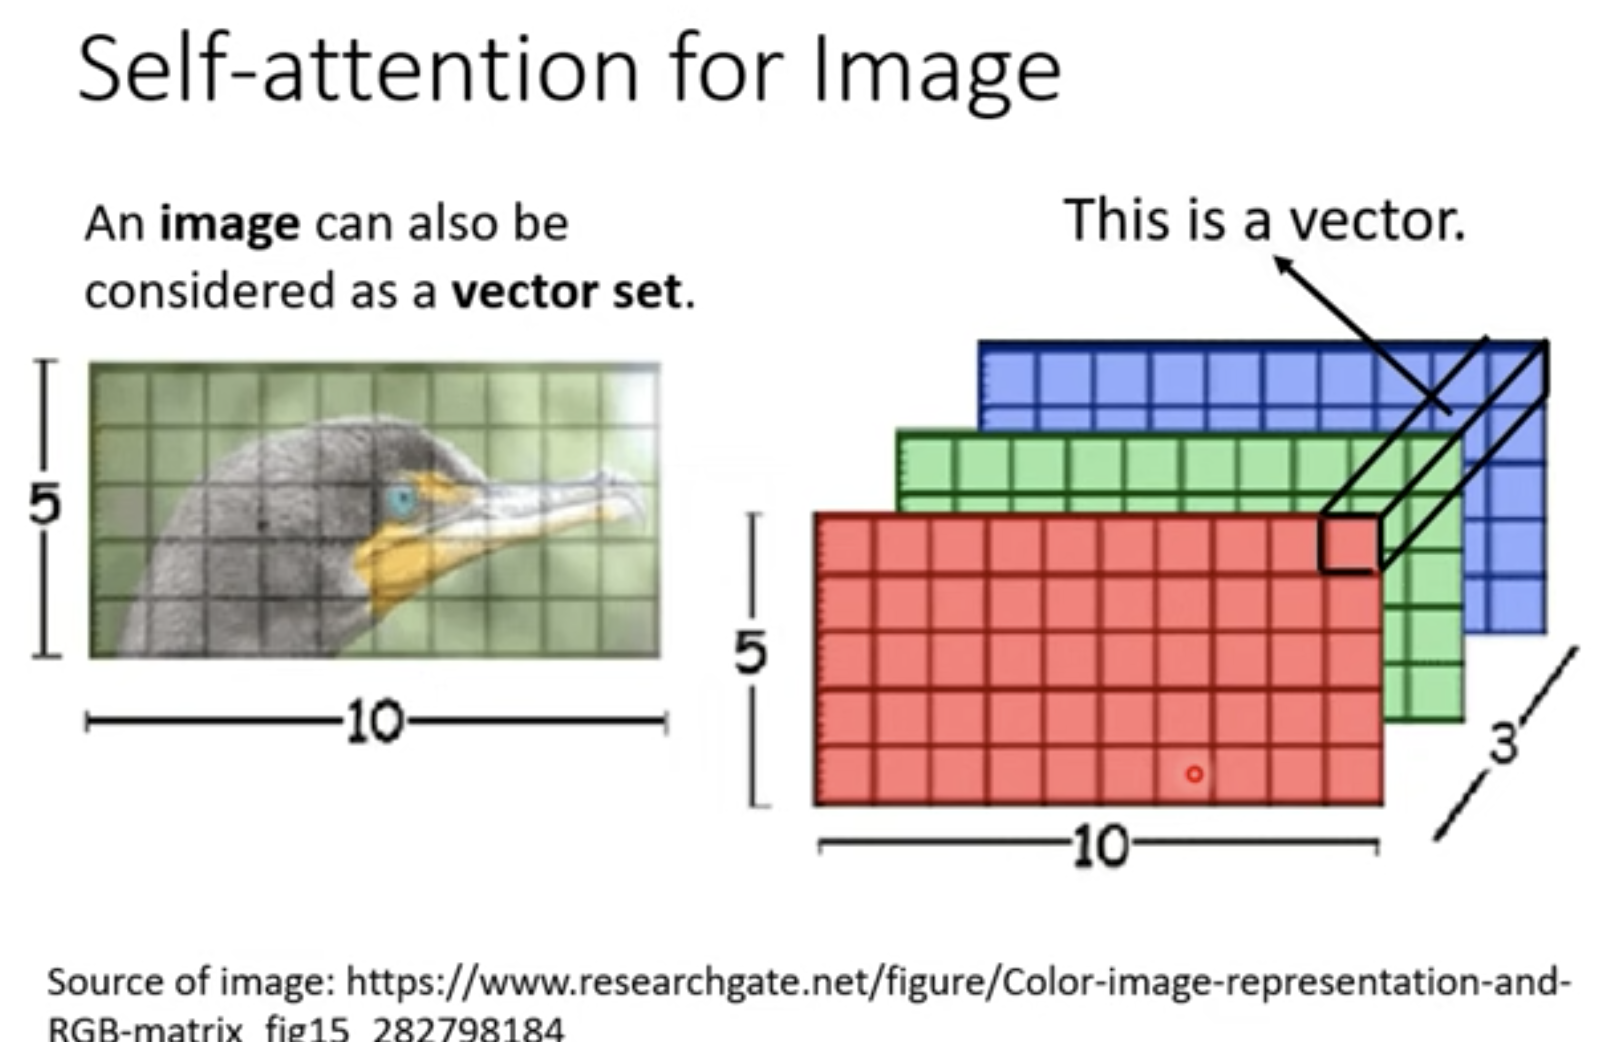 Self-attention for Image
An image can also be
considered as a vector set.
This is a vector.
5
10
5
10
3
Source of image: https://www.researchgate.net/figure/Color-image-representation-and-
RGB-matrix_fig15_282798184